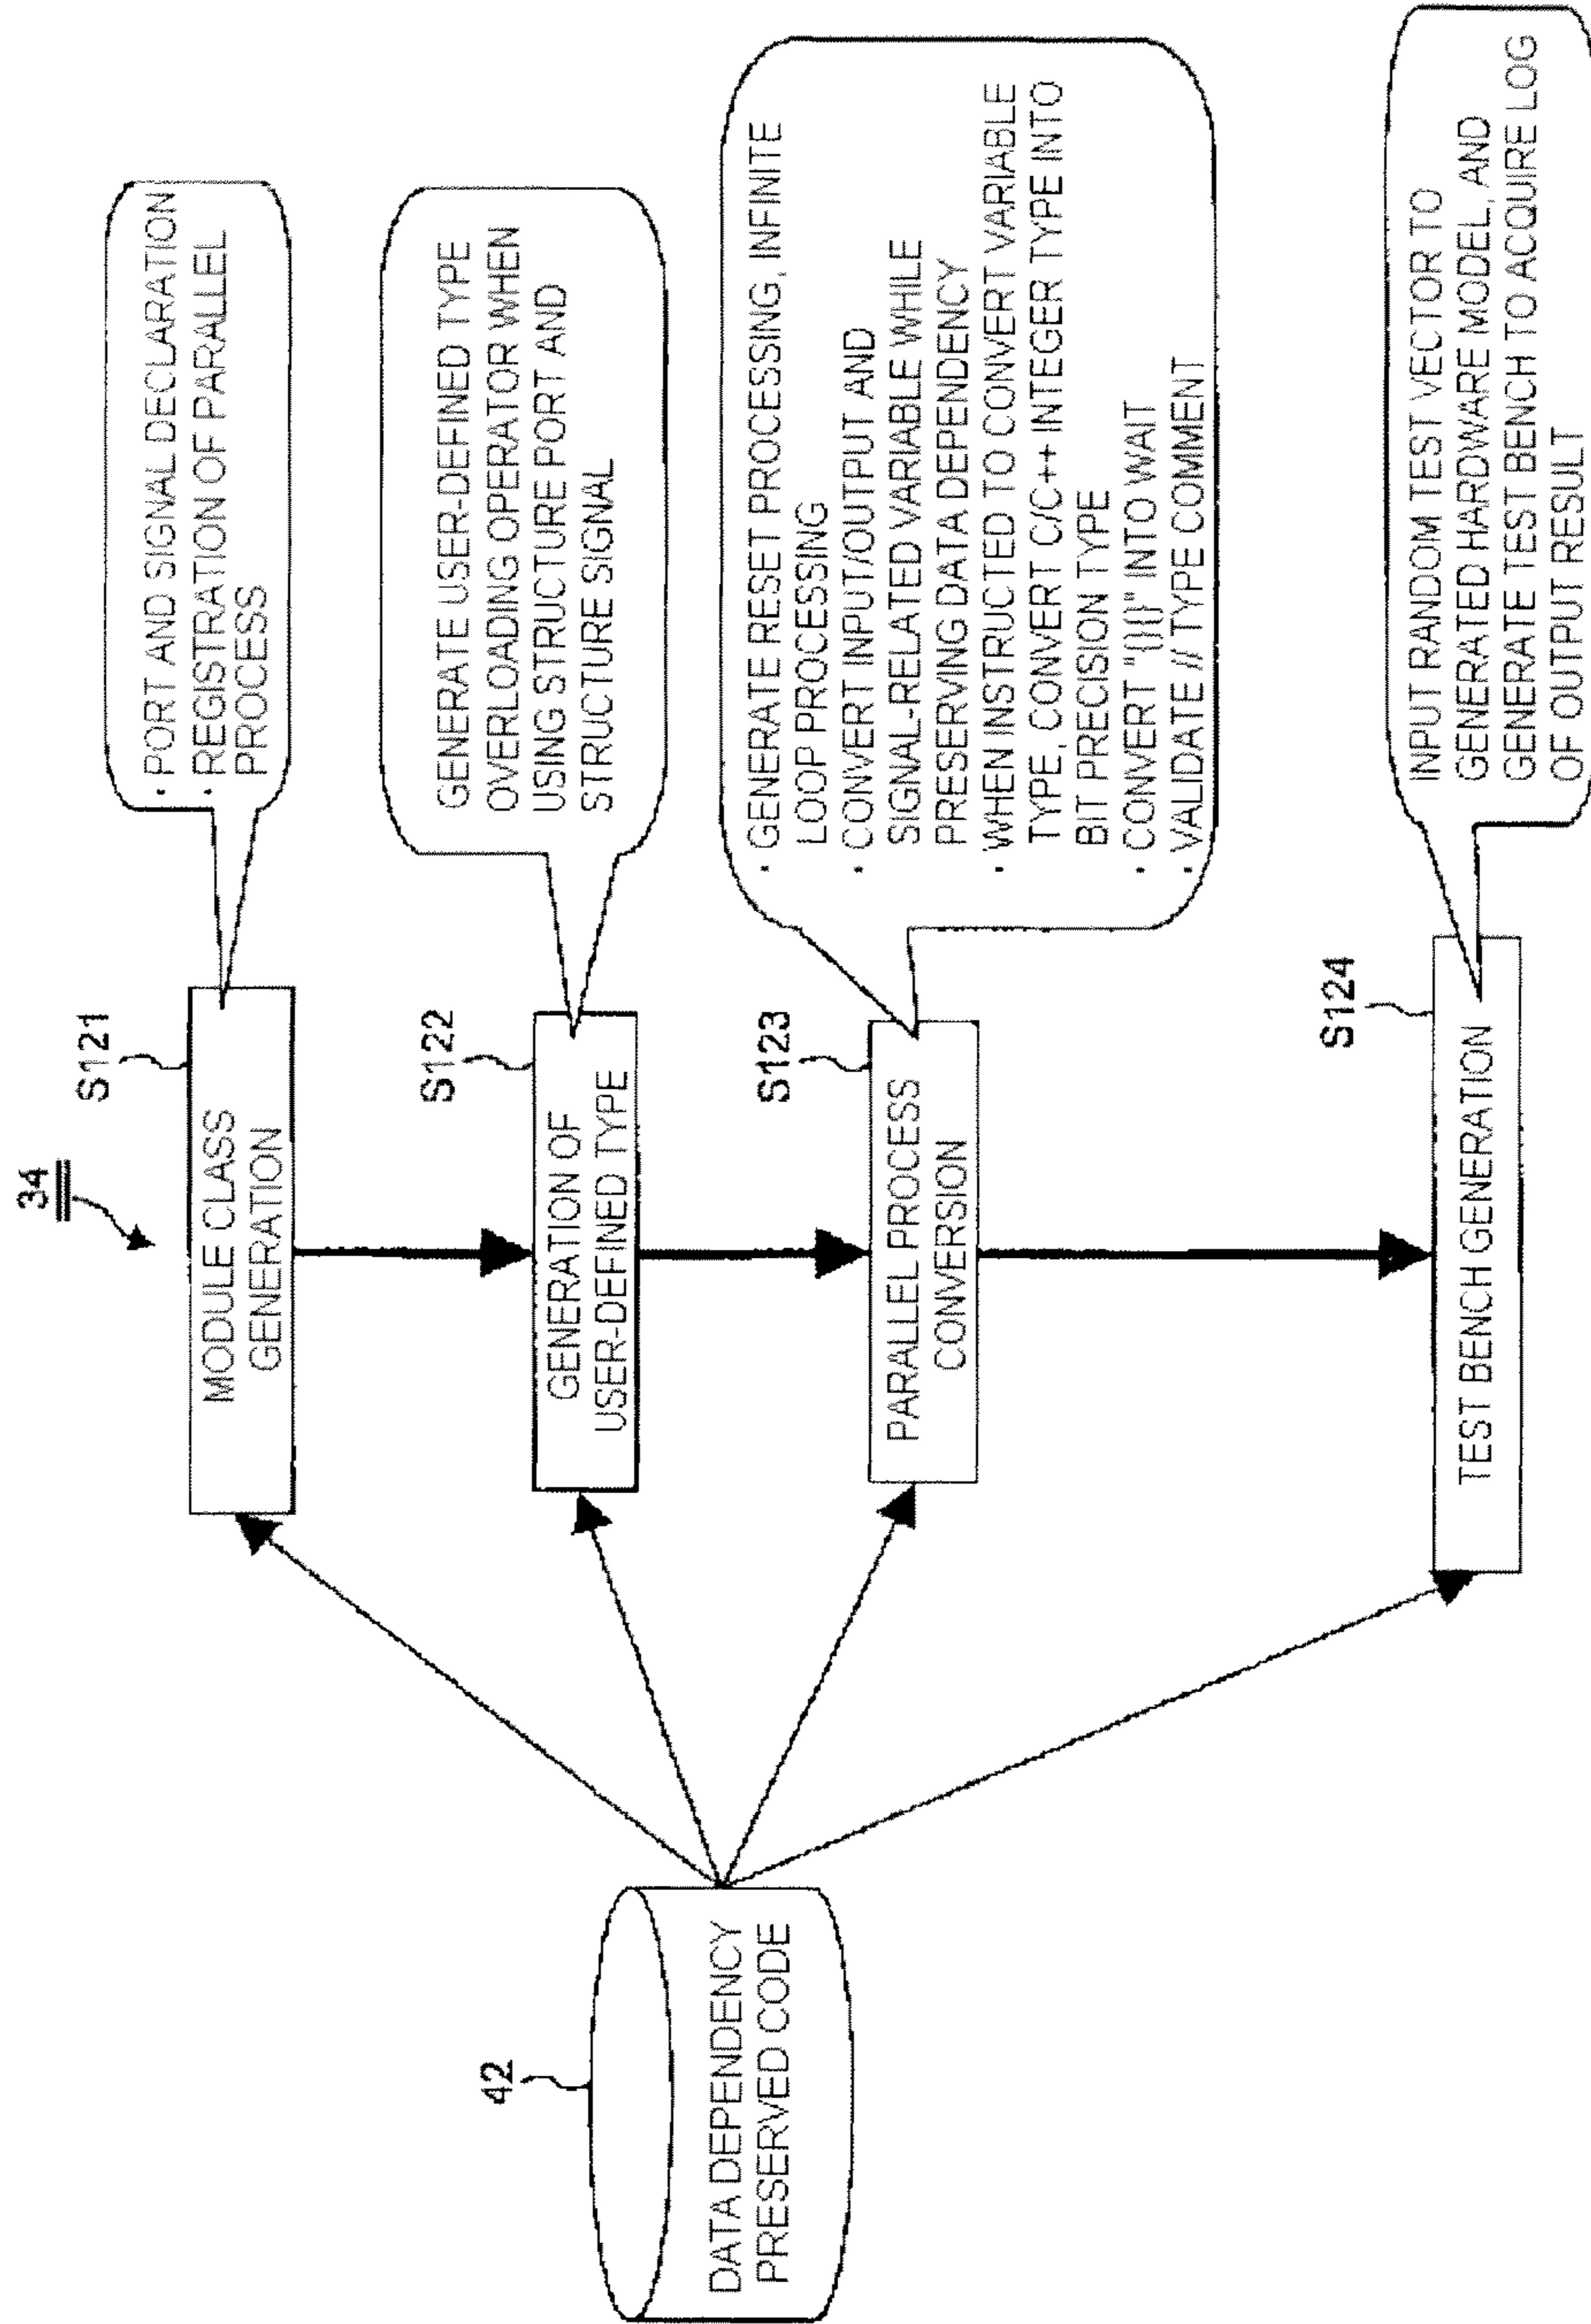 34
S121
MODULE CLASS
GENERATION
· PORT AND SIGNAL DECLARATION
· REGISTRATION OF PARALLEL
PROCESS
S122
GENERATION OF
USER-DEFINED TYPE
GENERATE USER-DEFINED TYPE
OVERLOADING OPERATOR WHEN
USING STRUCTURE PORT AND
STRUCTURE SIGNAL
S123
PARALLEL PROCESS
CONVERSION
· GENERATE RESET PROCESSING, INFINITE
LOOP PROCESSING
· CONVERT INPUT/OUTPUT AND
SIGNAL-RELATED VARIABLE WHILE
PRESERVING DATA DEPENDENCY
· WHEN INSTRUCTED TO CONVERT VARIABLE
TYPE, CONVERT C/C++ INTEGER TYPE INTO
BIT PRECISION TYPE
· CONVERT "{}{}" INTO WAIT
· VALIDATE // TYPE COMMENT
S124
TEST BENCH GENERATION
INPUT RANDOM TEST VECTOR TO
GENERATED HARDWARE MODEL, AND
GENERATE TEST BENCH TO ACQUIRE LOG
OF OUTPUT RESULT
42
DATA DEPENDENCY
PRESERVED CODE